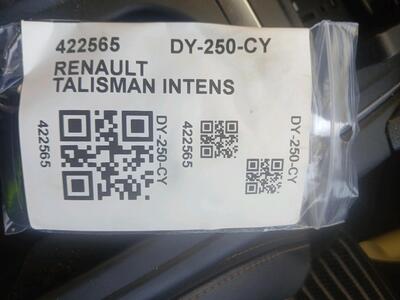 422565 DY-250-CY
RENAULT
TALISMAN INTENS
422565
DY-250-CY
422565
DY-250-CY